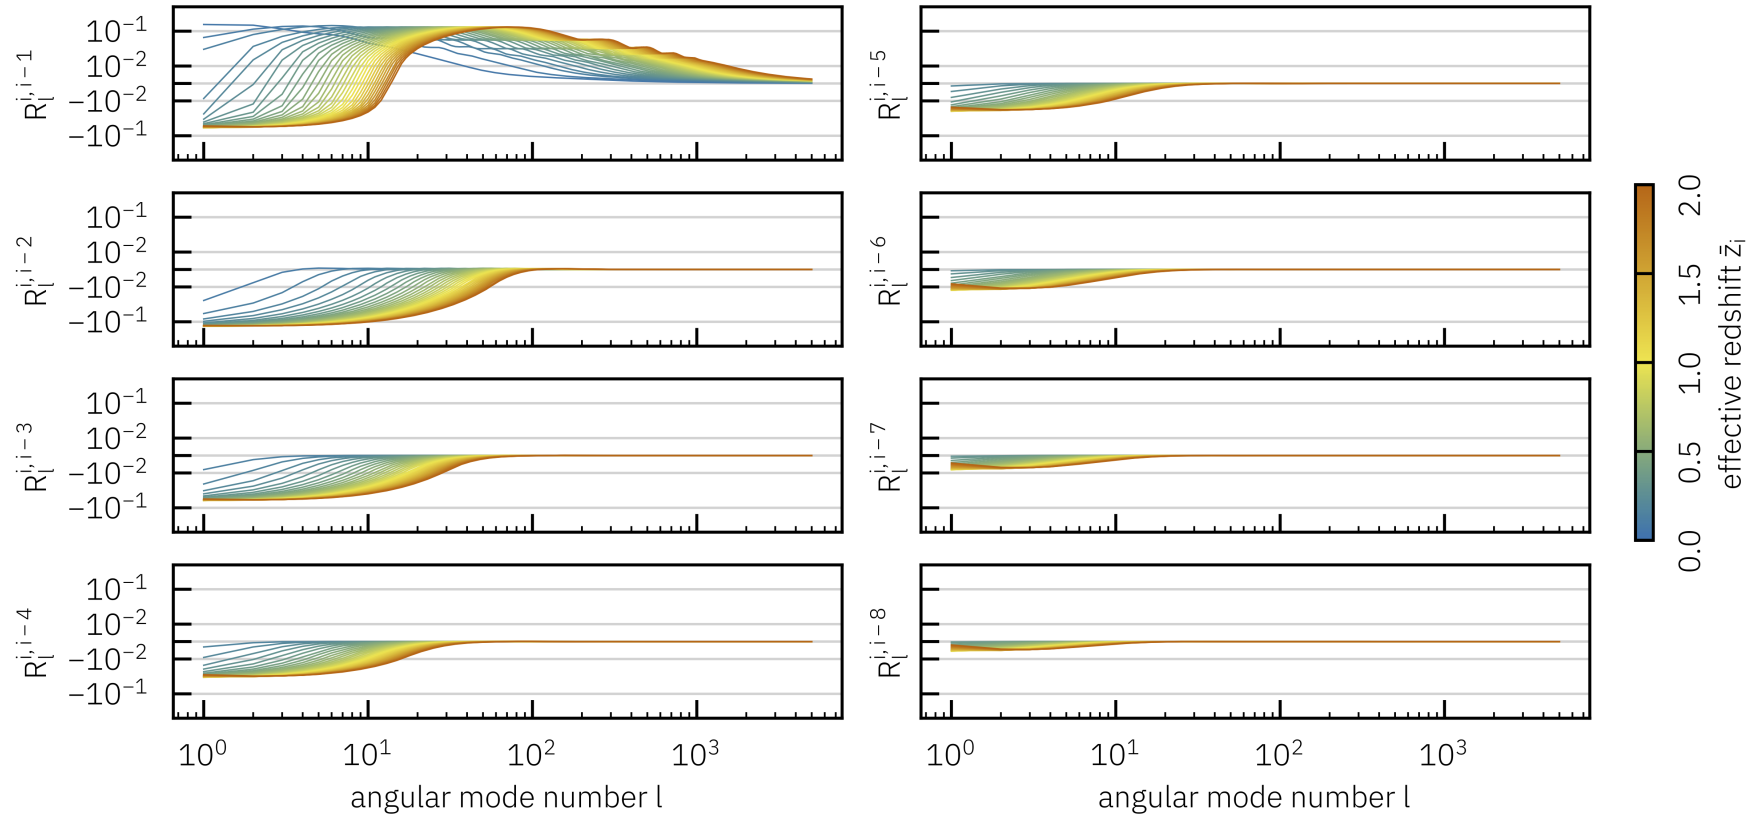 R_l^{i, i − 1}
10⁻¹
10⁻²
−10⁻²
−10⁻¹
R_l^{i, i − 5}
R_l^{i, i − 2}
10⁻¹
10⁻²
−10⁻²
−10⁻¹
R_l^{i, i − 6}
R_l^{i, i − 3}
10⁻¹
10⁻²
−10⁻²
−10⁻¹
R_l^{i, i − 7}
R_l^{i, i − 4}
10⁻¹
10⁻²
−10⁻²
−10⁻¹
R_l^{i, i − 8}
10⁰ 10¹ 10² 10³
angular mode number l
10⁰ 10¹ 10² 10³
angular mode number l
2.0
1.5
1.0
0.5
0.0
effective redshift z̄ᵢ